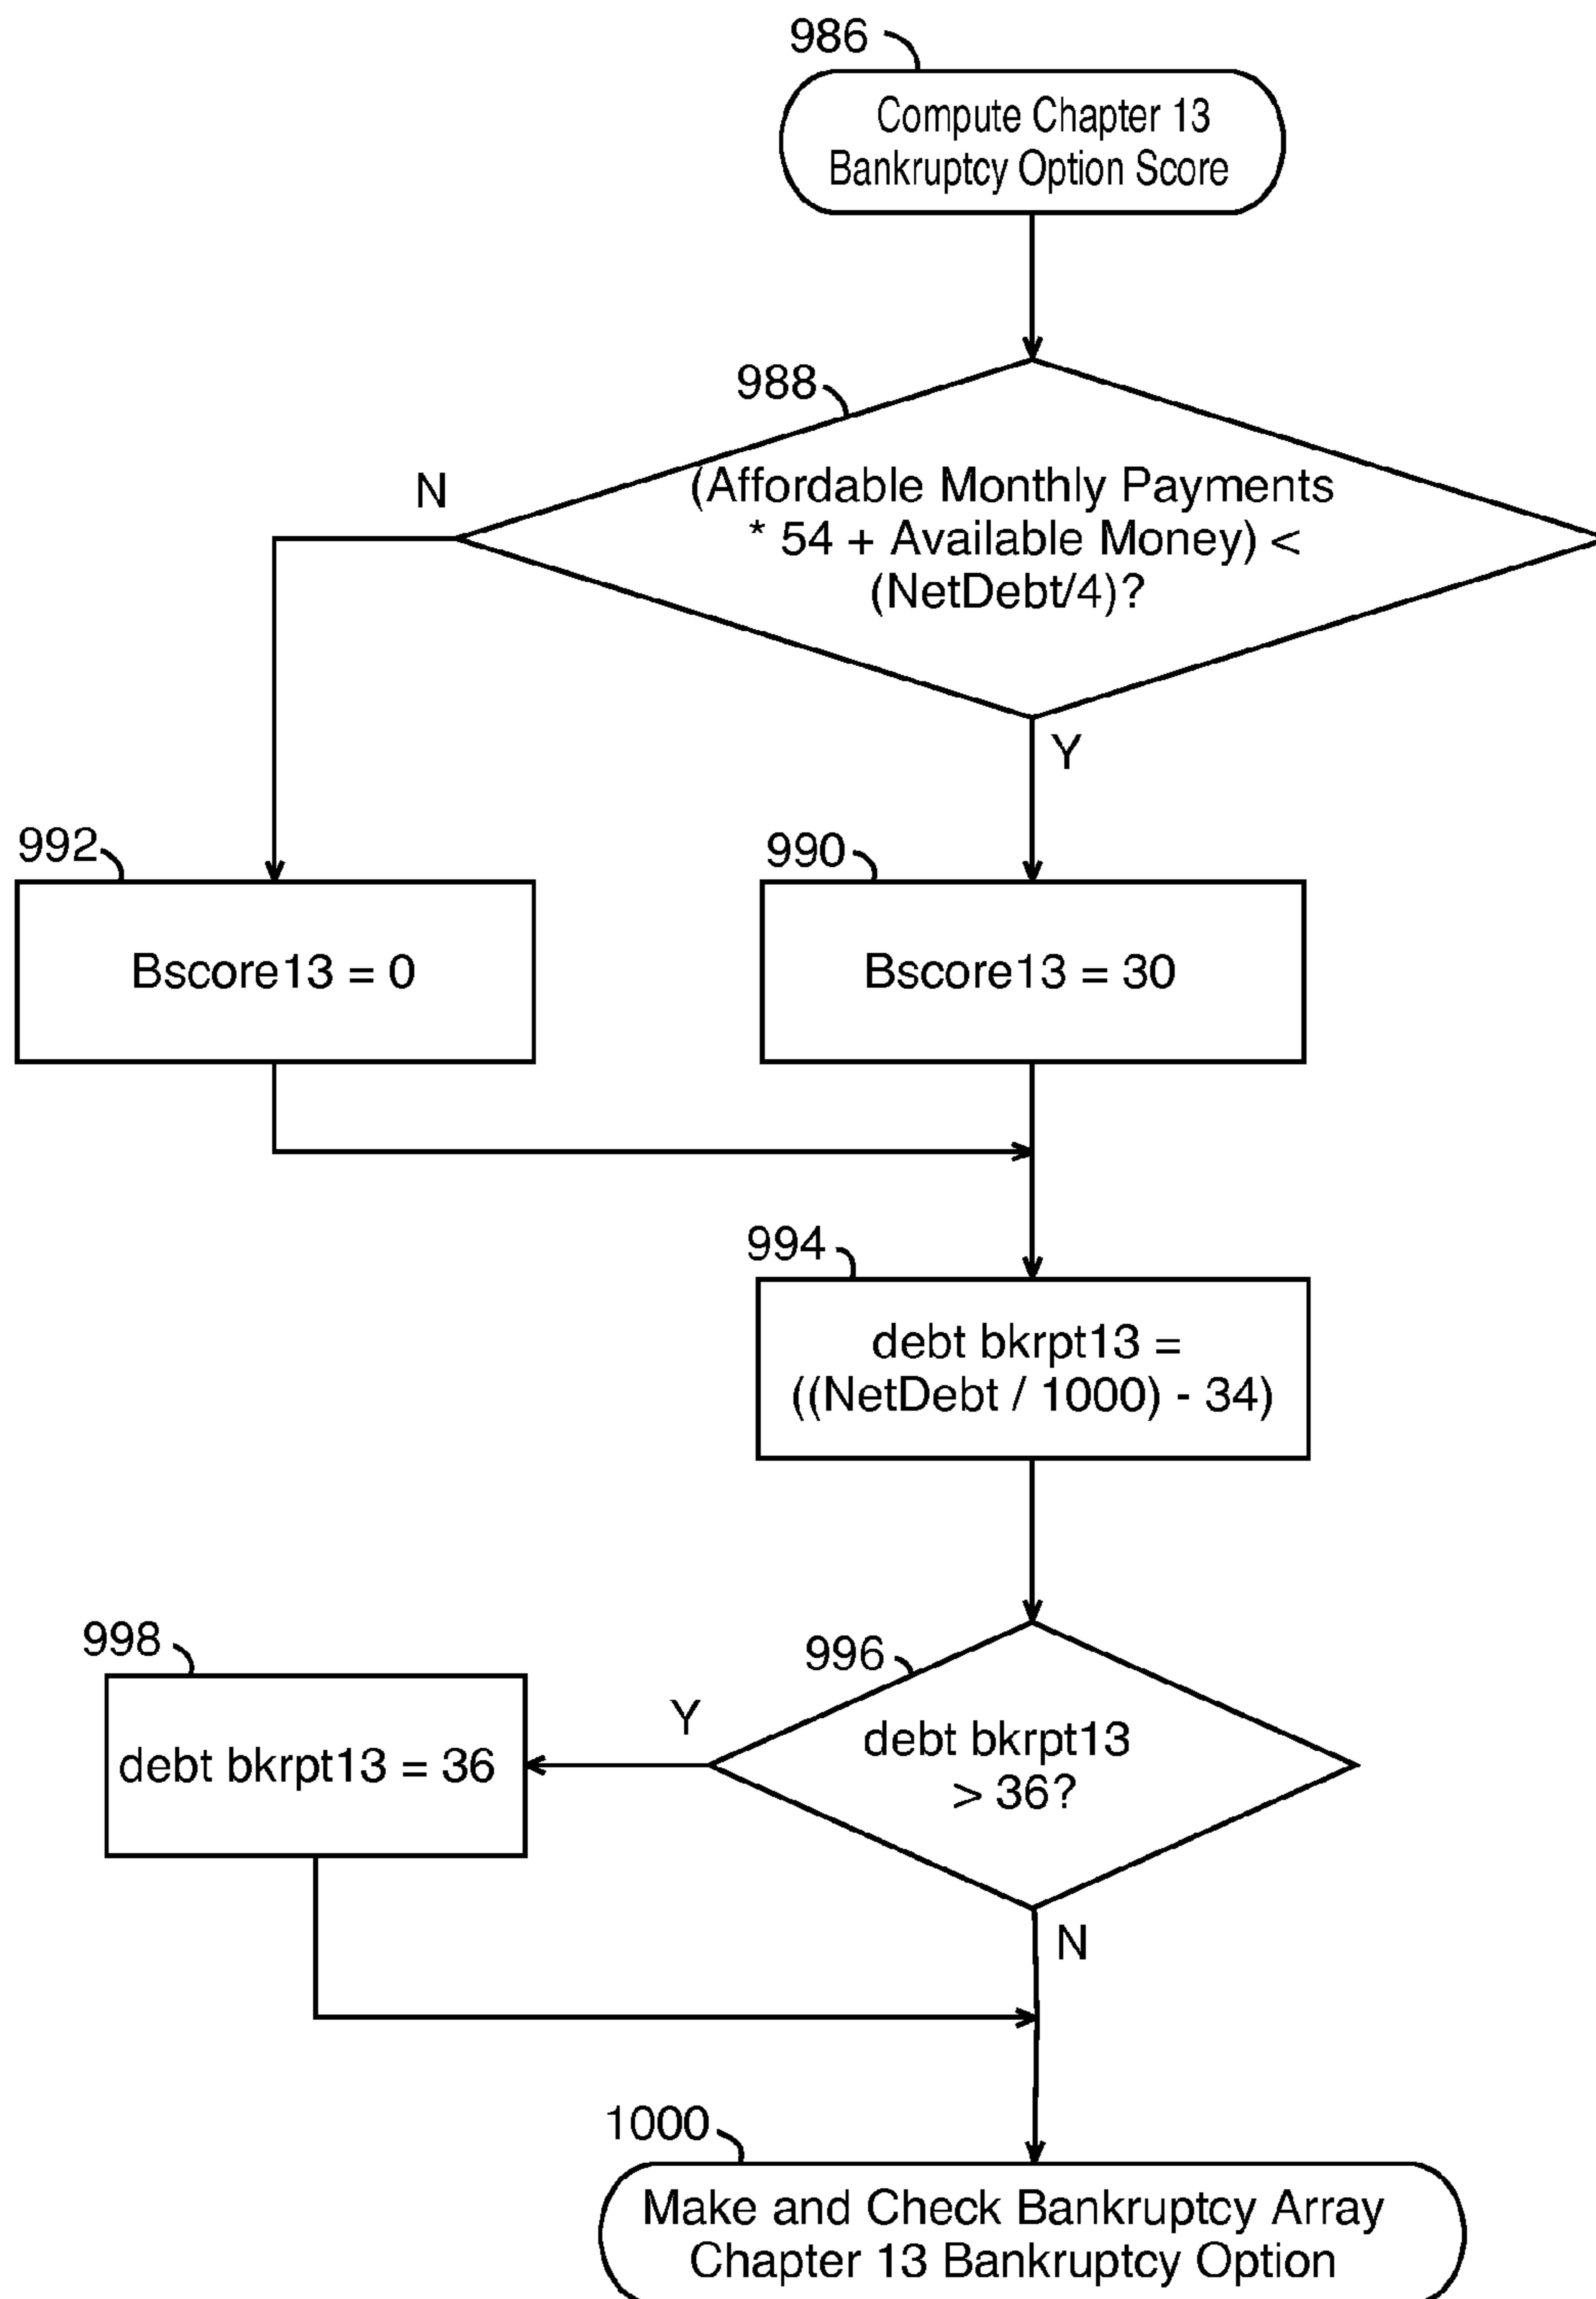 986
Compute Chapter 13
Bankruptcy Option Score
988
N
(Affordable Monthly Payments
* 54 + Available Money) <
(NetDebt/4)?
Y
992
990
Bscore13 = 0
Bscore13 = 30
994
debt bkrpt13 =
((NetDebt / 1000) - 34)
998
996
Y
debt bkrpt13 = 36
debt bkrpt13
> 36?
N
1000
Make and Check Bankruptcy Array
Chapter 13 Bankruptcy Option